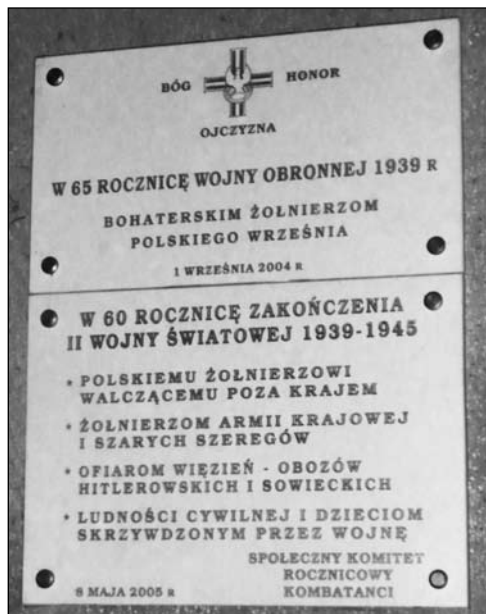 BÓG HONOR
OJCZYZNA
W 65 ROCZNICĘ WOJNY OBRONNEJ 1939 R
BOHATERSKIM ŻOŁNIERZOM
POLSKIEGO WRZEŚNIA
1 WRZEŚNIA 2004 R
W 60 ROCZNICĘ ZAKOŃCZENIA
II WOJNY ŚWIATOWEJ 1939-1945
* POLSKIEMU ŻOŁNIERZOWI
WALCZĄCEMU POZA KRAJEM
* ŻOŁNIERZOM ARMII KRAJOWEJ
I SZARYCH SZEREGÓW
* OFIAROM WIĘZIEŃ - OBOZÓW
HITLEROWSKICH I SOWIECKICH
* LUDNOŚCI CYWILNEJ I DZIECIOM
SKRZYWDZONYM PRZEZ WOJNĘ
SPOŁECZNY KOMITET
ROCZNICOWY
8 MAJA 2005 R KOMBATANCI